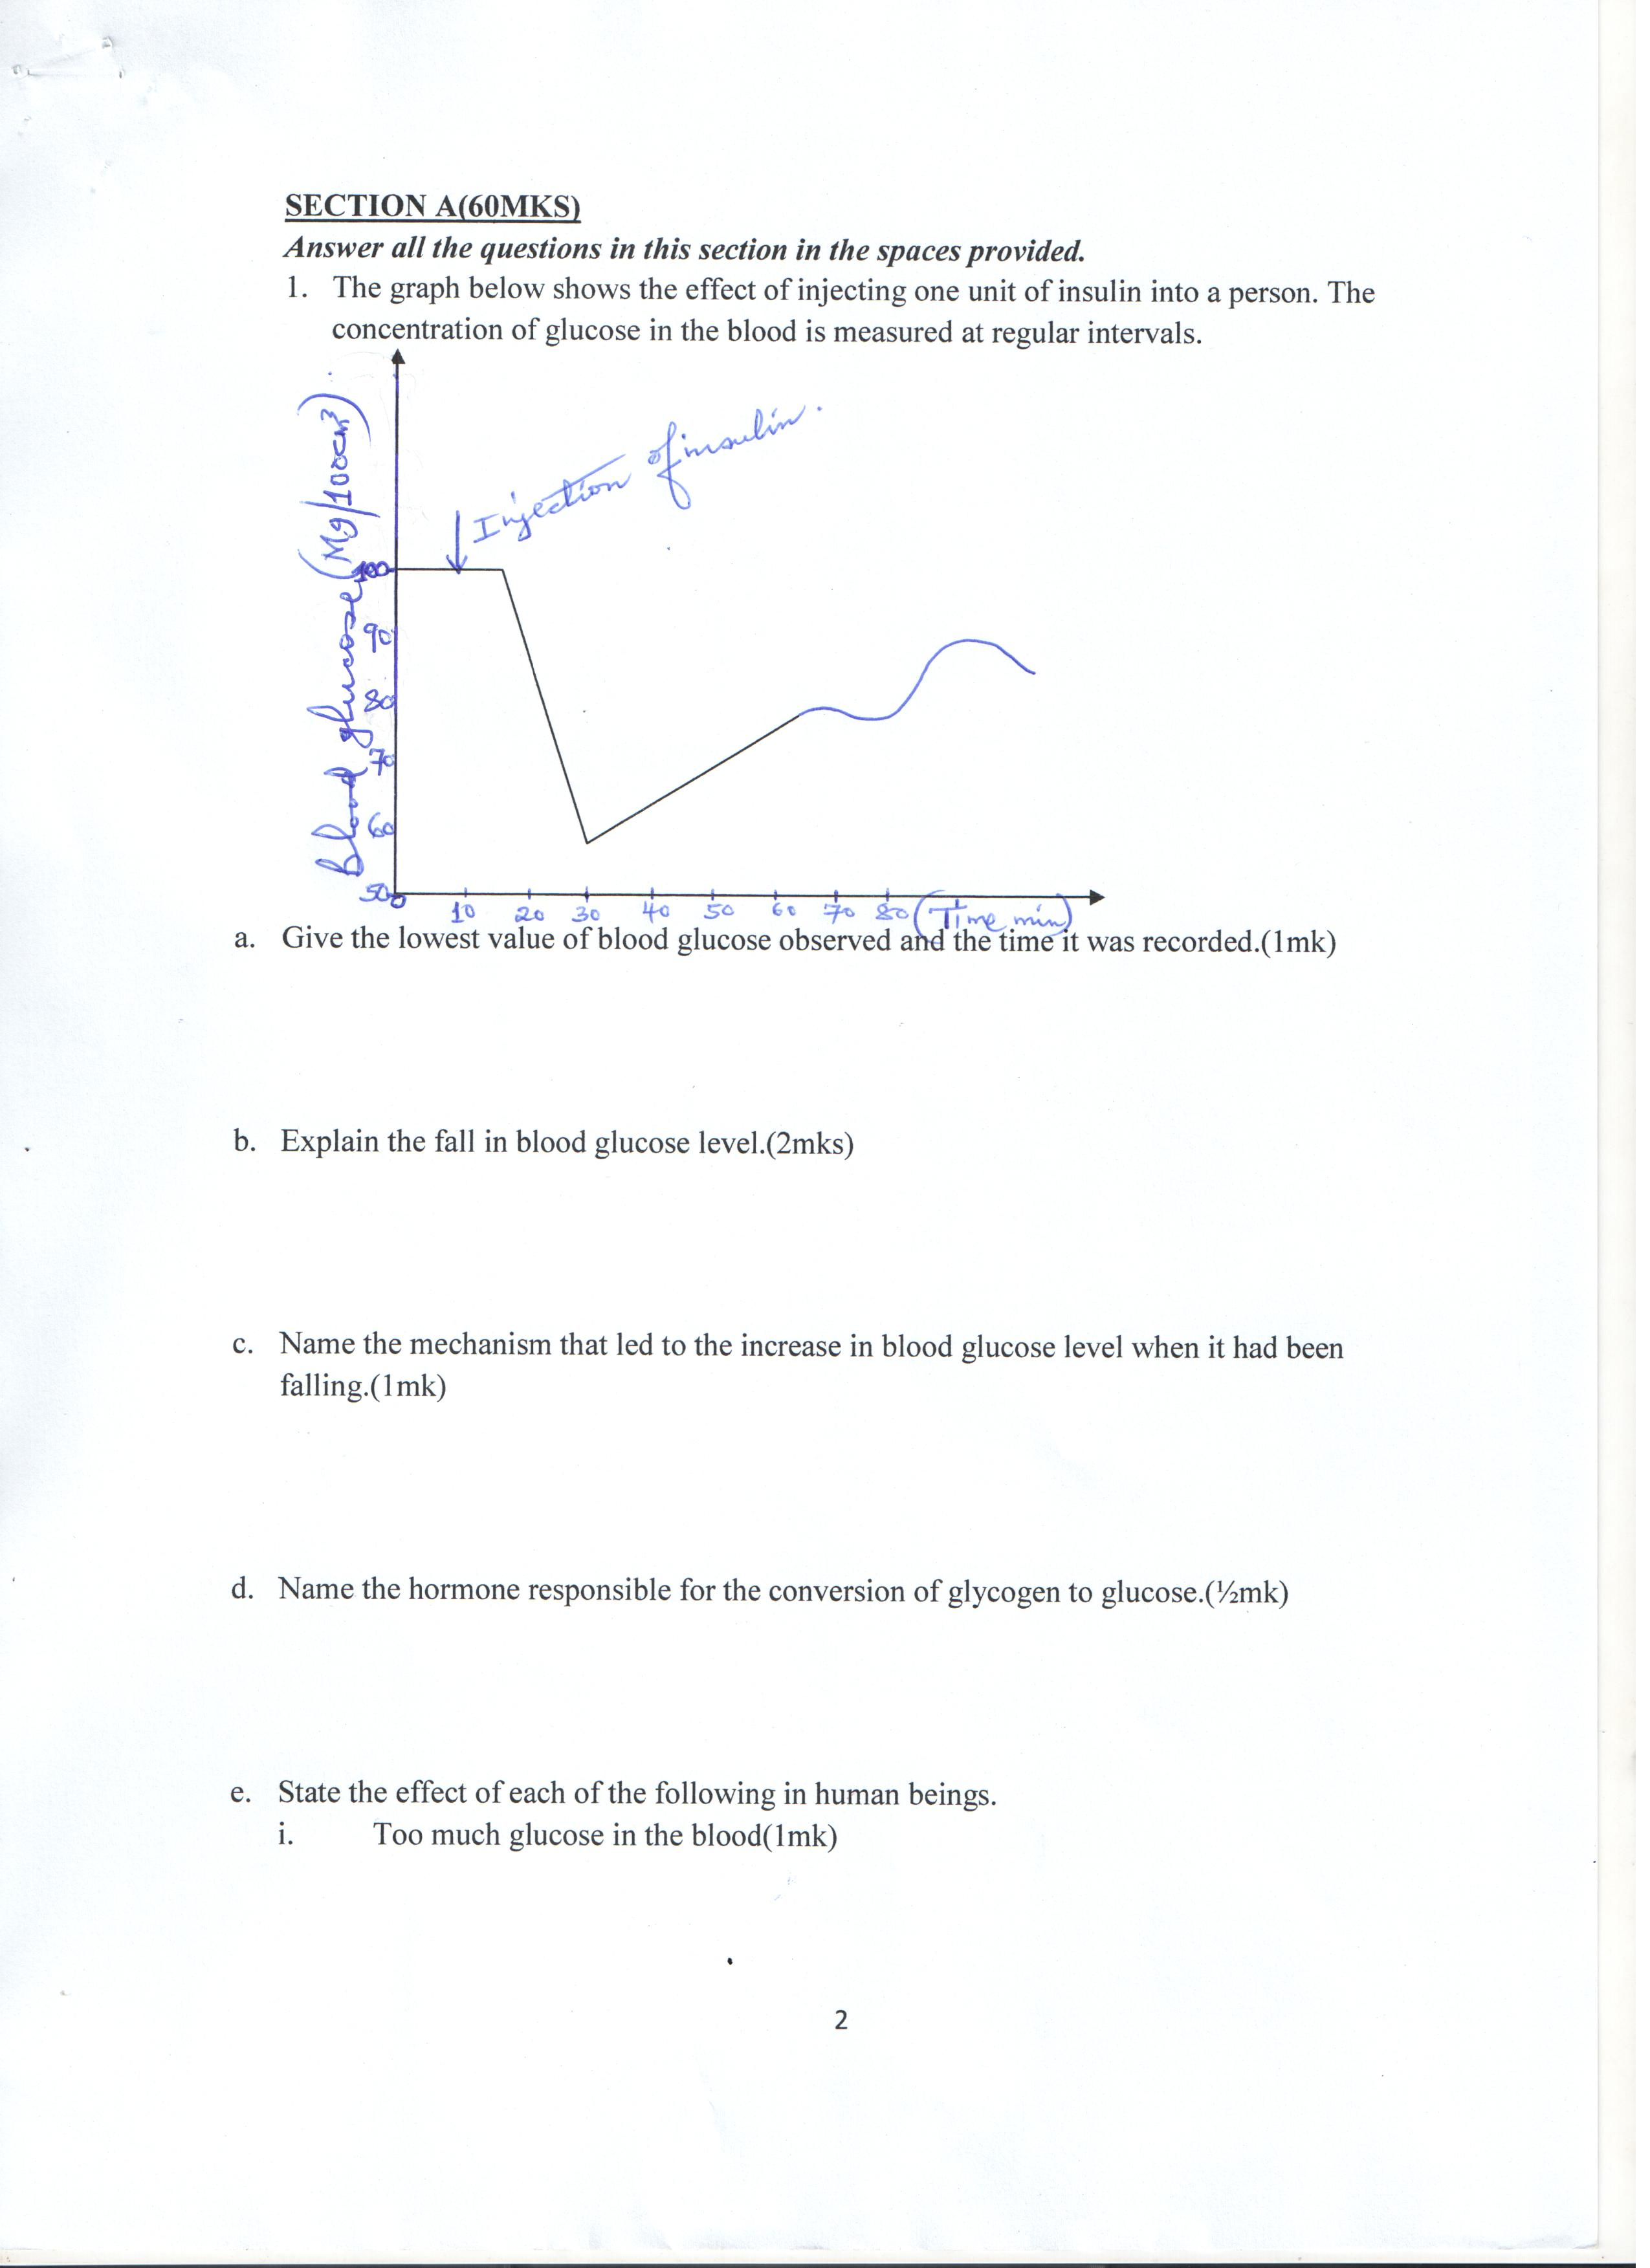 SECTION A(60MKS)
Answer all the questions in this section in the spaces provided.
1. The graph below shows the effect of injecting one unit of insulin into a person. The
concentration of glucose in the blood is measured at regular intervals.
Blood glucose (Mg/100cm³)
Injection of insulin.
100
90
80
70
60
50
0 10 20 30 40 50 60 70 80 (Time min)
a. Give the lowest value of blood glucose observed and the time it was recorded.(1mk)
b. Explain the fall in blood glucose level.(2mks)
c. Name the mechanism that led to the increase in blood glucose level when it had been
falling.(1mk)
d. Name the hormone responsible for the conversion of glycogen to glucose.(½mk)
e. State the effect of each of the following in human beings.
i. Too much glucose in the blood(1mk)
2